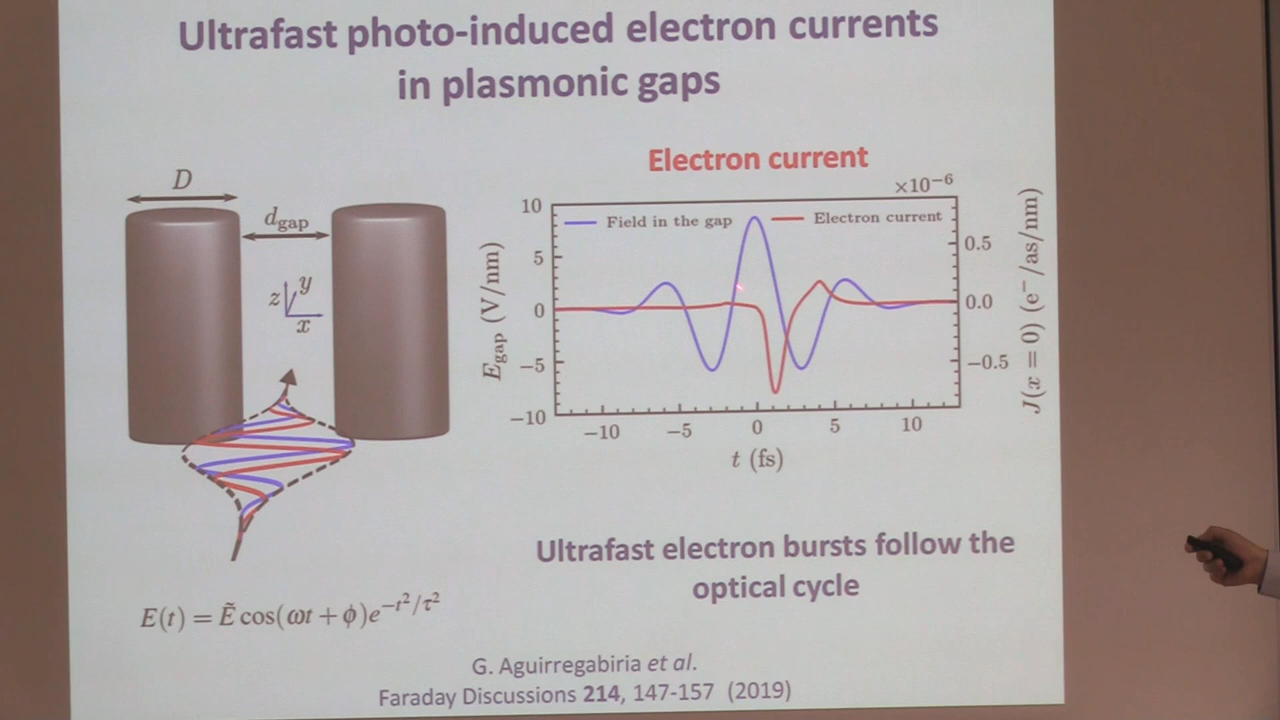 Ultrafast photo-induced electron currents
in plasmonic gaps
D
d_gap
z y
x
E(t) = Ẽ cos(ωt + ϕ)e^{−t²/τ²}
Electron current
×10⁻⁶
Field in the gap
Electron current
10
5
0
−5
−10
E_gap (V/nm)
0.5
0.0
−0.5
J(x = 0) (e⁻/as/nm)
−10 −5 0 5 10
t (fs)
Ultrafast electron bursts follow the
optical cycle
G. Aguirregabiria et al.
Faraday Discussions 214, 147-157 (2019)